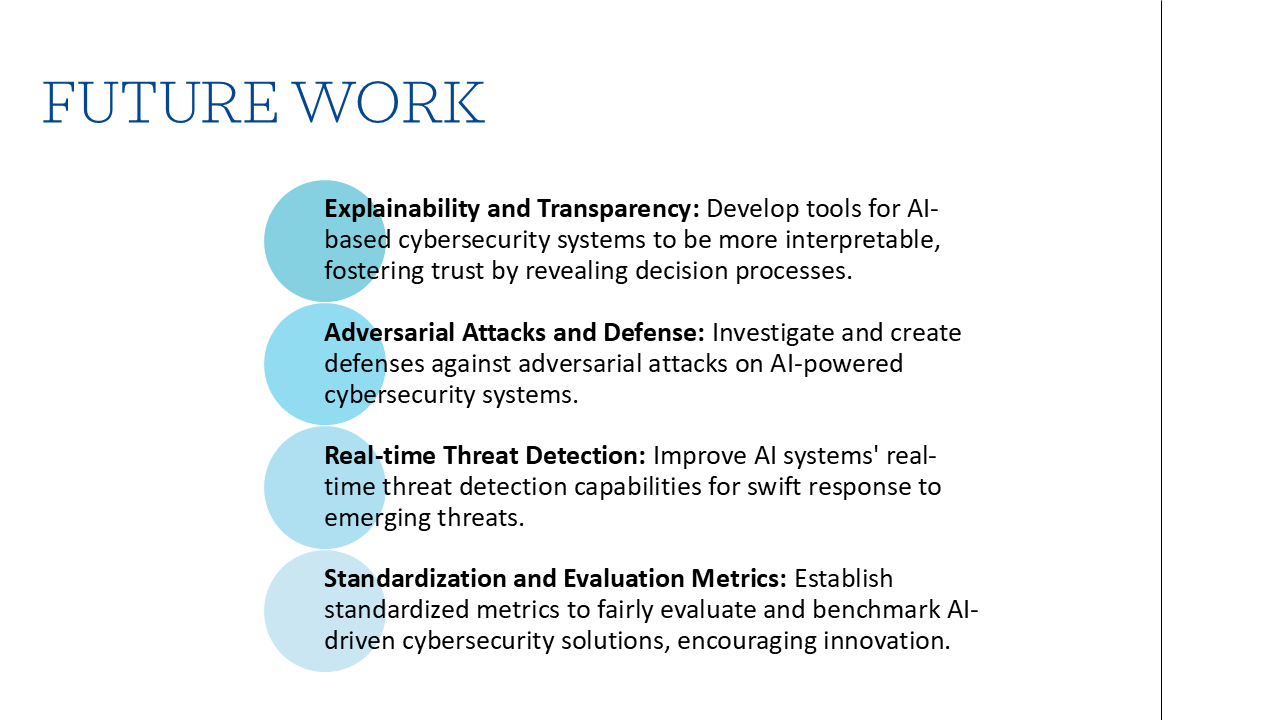 FUTURE WORK
Explainability and Transparency: Develop tools for AI-
based cybersecurity systems to be more interpretable,
fostering trust by revealing decision processes.
Adversarial Attacks and Defense: Investigate and create
defenses against adversarial attacks on AI-powered
cybersecurity systems.
Real-time Threat Detection: Improve AI systems' real-
time threat detection capabilities for swift response to
emerging threats.
Standardization and Evaluation Metrics: Establish
standardized metrics to fairly evaluate and benchmark AI-
driven cybersecurity solutions, encouraging innovation.